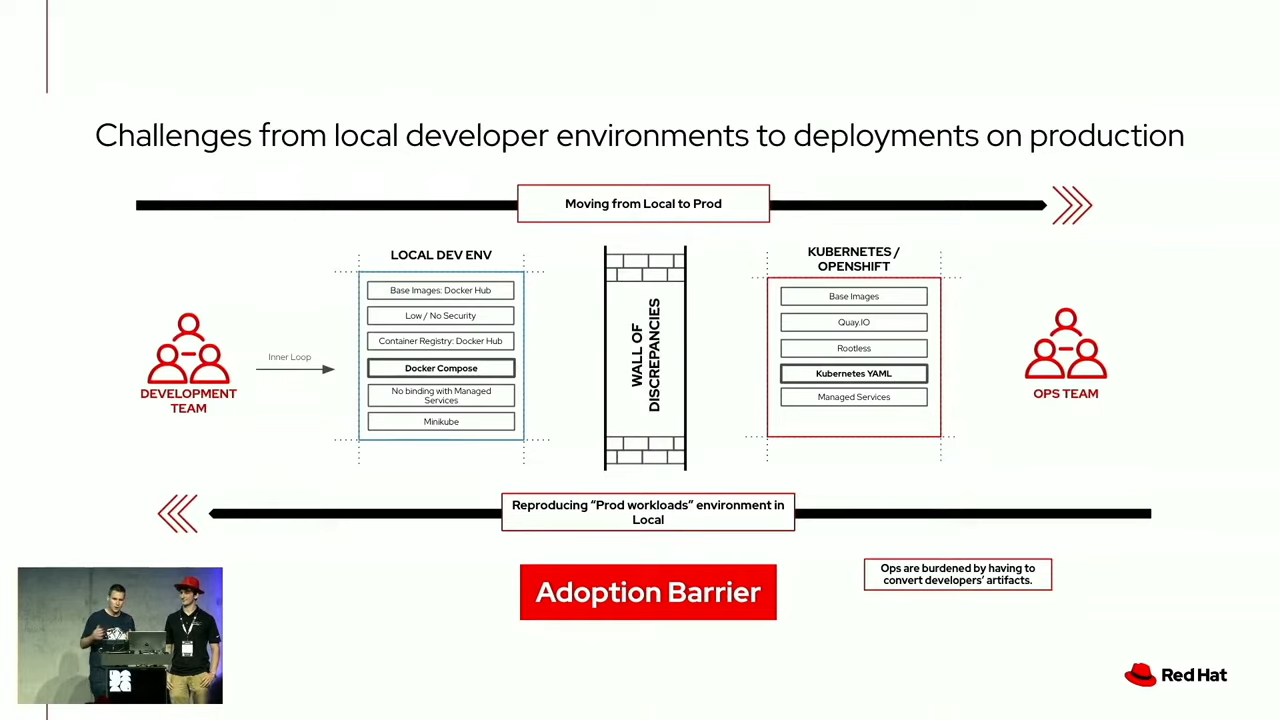 Challenges from local developer environments to deployments on production
Moving from Local to Prod
LOCAL DEV ENV
Base Images: Docker Hub
Low / No Security
Container Registry: Docker Hub
Docker Compose
No binding with Managed
Services
Minikube
Inner Loop
DEVELOPMENT
TEAM
WALL OF
DISCREPANCIES
KUBERNETES /
OPENSHIFT
Base Images
Quay.IO
Rootless
Kubernetes YAML
Managed Services
OPS TEAM
Reproducing “Prod workloads” environment in
Local
Adoption Barrier
Ops are burdened by having to
convert developers’ artifacts.
Red Hat